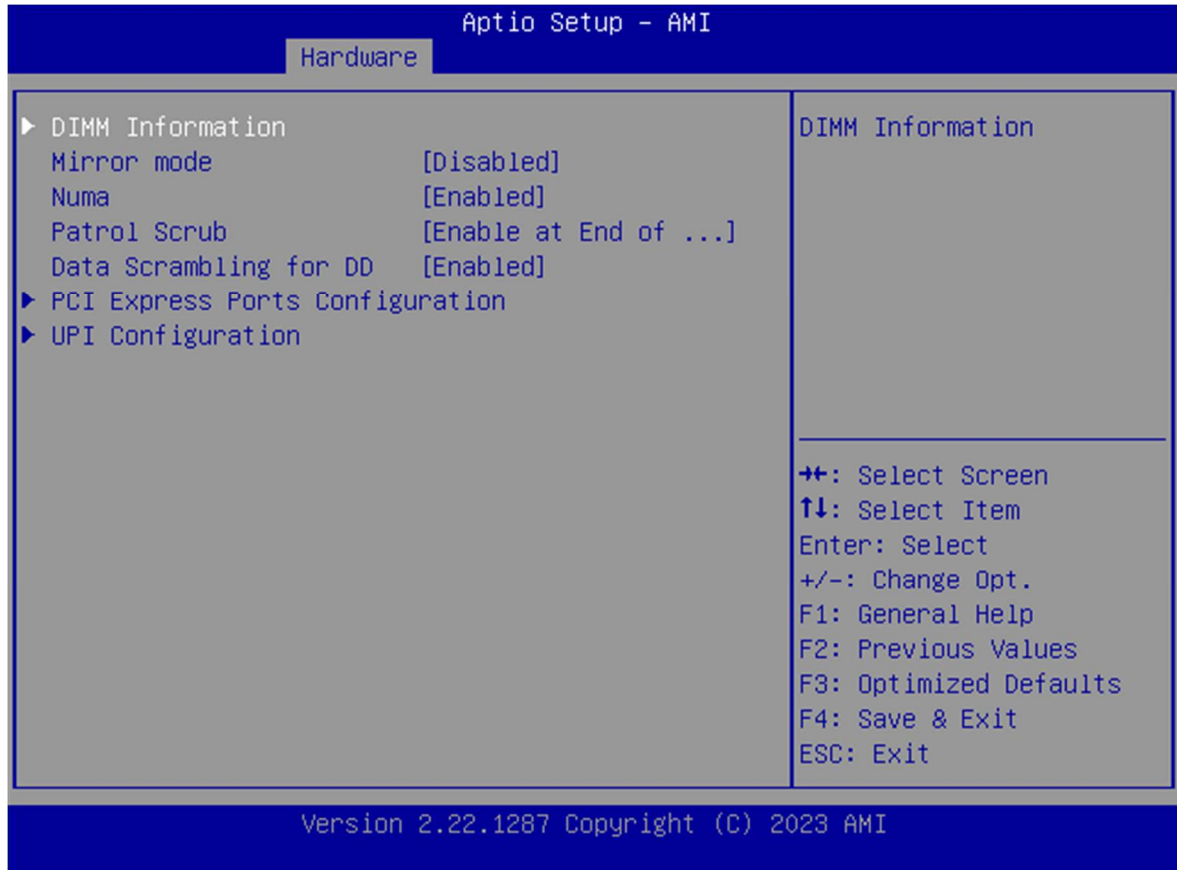 Aptio Setup – AMI
Hardware
▶ DIMM Information
Mirror mode [Disabled]
Numa [Enabled]
Patrol Scrub [Enable at End of ...]
Data Scrambling for DD [Enabled]
▶ PCI Express Ports Configuration
▶ UPI Configuration
DIMM Information
→←: Select Screen
↑↓: Select Item
Enter: Select
+/-: Change Opt.
F1: General Help
F2: Previous Values
F3: Optimized Defaults
F4: Save & Exit
ESC: Exit
Version 2.22.1287 Copyright (C) 2023 AMI